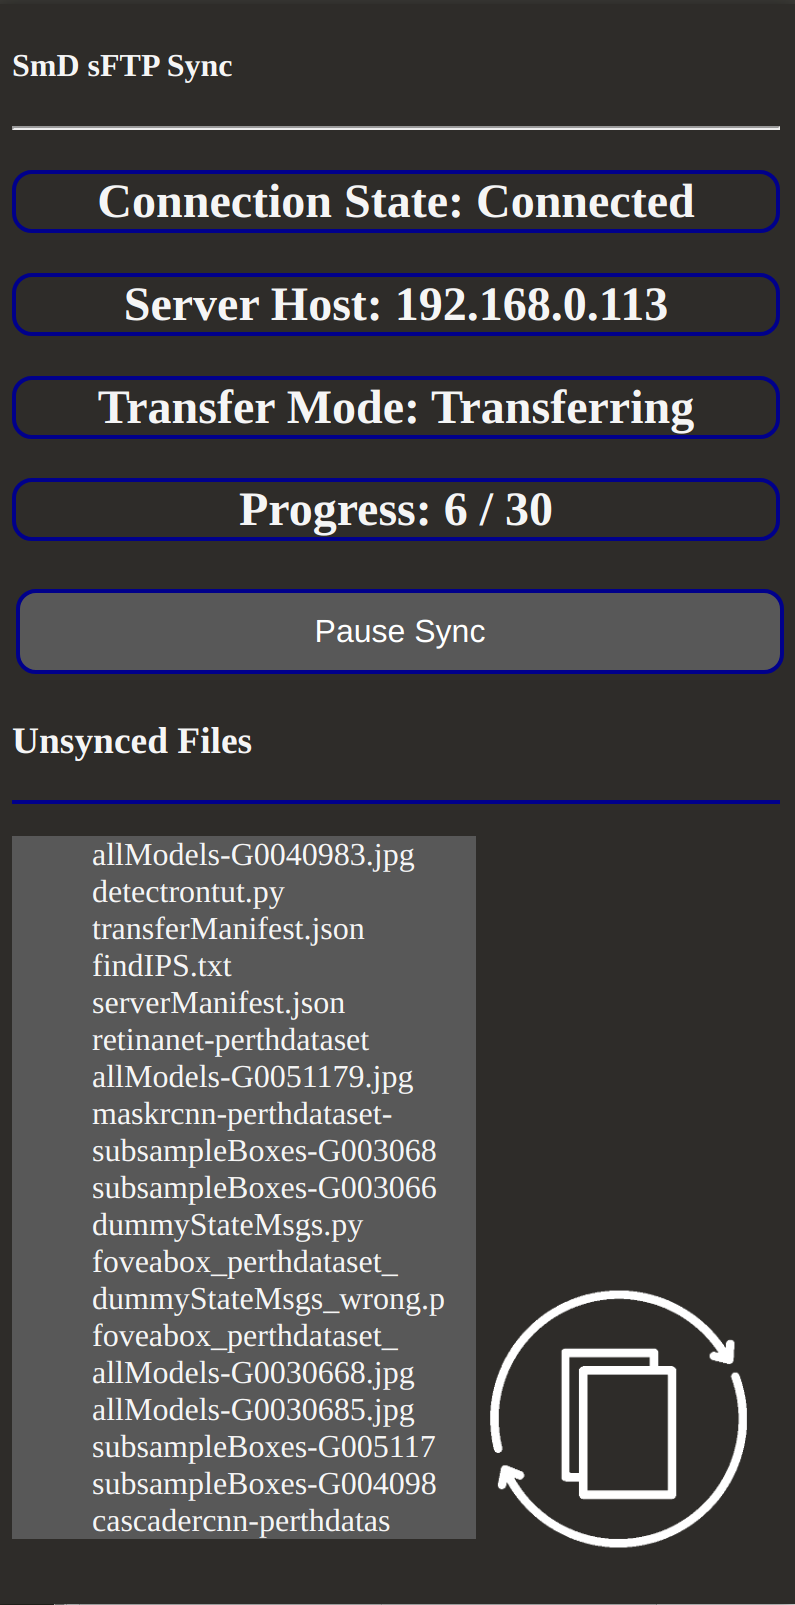 SmD sFTP Sync
Connection State: Connected
Server Host: 192.168.0.113
Transfer Mode: Transferring
Progress: 6 / 30
Pause Sync
Unsynced Files
allModels-G0040983.jpg
detectrontut.py
transferManifest.json
findIPS.txt
serverManifest.json
retinanet-perthdataset
allModels-G0051179.jpg
maskrcnn-perthdataset-
subsampleBoxes-G003068
subsampleBoxes-G003066
dummyStateMsgs.py
foveabox_perthdataset_
dummyStateMsgs_wrong.p
foveabox_perthdataset_
allModels-G0030668.jpg
allModels-G0030685.jpg
subsampleBoxes-G005117
subsampleBoxes-G004098
cascadercnn-perthdatas